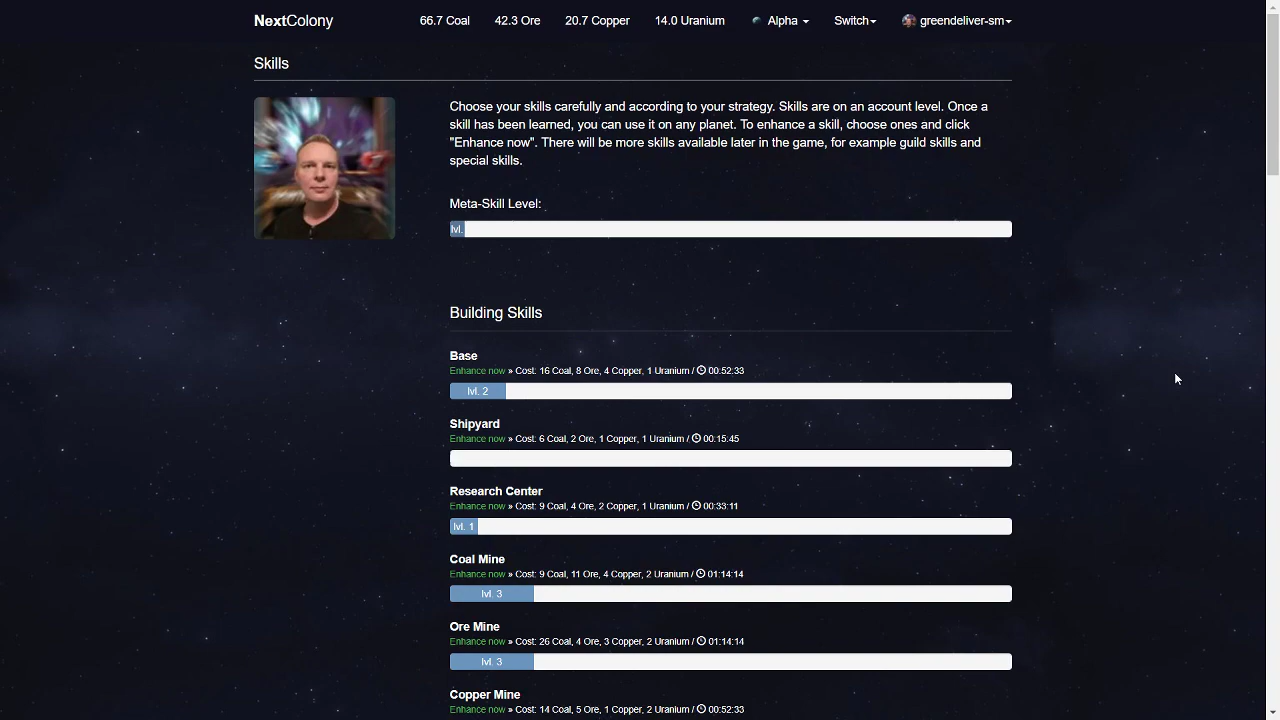 NextColony 66.7 Coal 42.3 Ore 20.7 Copper 14.0 Uranium Alpha Switch greendeliver-sm
Skills
Choose your skills carefully and according to your strategy. Skills are on an account level. Once a
skill has been learned, you can use it on any planet. To enhance a skill, choose ones and click
"Enhance now". There will be more skills available later in the game, for example guild skills and
special skills.
Meta-Skill Level:
lvl.
Building Skills
Base
Enhance now » Cost: 16 Coal, 8 Ore, 4 Copper, 1 Uranium / 00:52:33
lvl. 2
Shipyard
Enhance now » Cost: 6 Coal, 2 Ore, 1 Copper, 1 Uranium / 00:15:45
Research Center
Enhance now » Cost: 9 Coal, 4 Ore, 2 Copper, 1 Uranium / 00:33:11
lvl. 1
Coal Mine
Enhance now » Cost: 9 Coal, 11 Ore, 4 Copper, 2 Uranium / 01:14:14
lvl. 3
Ore Mine
Enhance now » Cost: 26 Coal, 4 Ore, 3 Copper, 2 Uranium / 01:14:14
lvl. 3
Copper Mine
Enhance now » Cost: 14 Coal, 5 Ore, 1 Copper, 2 Uranium / 00:52:33